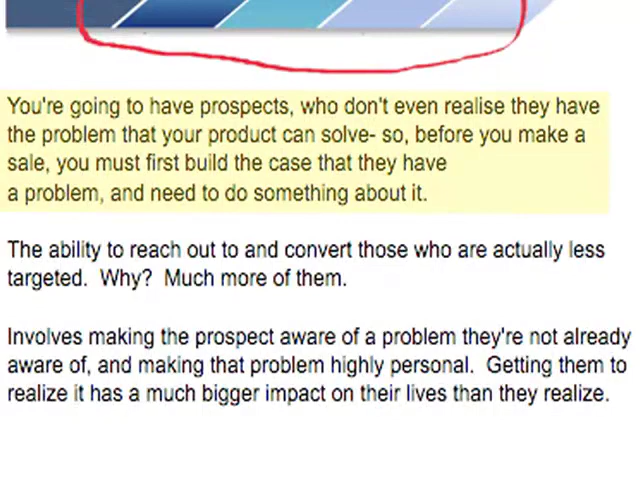 You're going to have prospects, who don't even realise they have
the problem that your product can solve- so, before you make a
sale, you must first build the case that they have
a problem, and need to do something about it.
The ability to reach out to and convert those who are actually less
targeted.  Why?  Much more of them.
Involves making the prospect aware of a problem they're not already
aware of, and making that problem highly personal.  Getting them to
realize it has a much bigger impact on their lives than they realize.